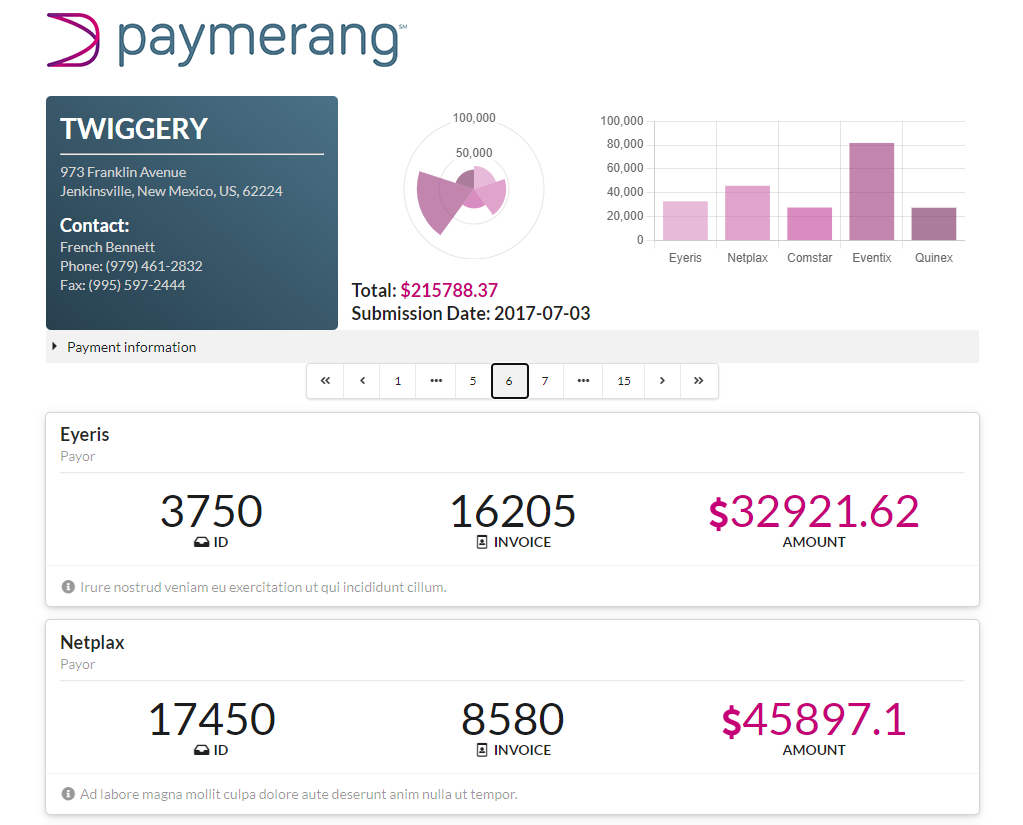 paymerang℠
TWIGGERY
973 Franklin Avenue
Jenkinsville, New Mexico, US, 62224
Contact:
French Bennett
Phone: (979) 461-2832
Fax: (995) 597-2444
100,000
50,000
100,000
80,000
60,000
40,000
20,000
0
Eyeris Netplax Comstar Eventix Quinex
Total: $215788.37
Submission Date: 2017-07-03
Payment information
« ‹ 1 ••• 5 6 7 ••• 15 › »
Eyeris
Payor
3750 16205 $32921.62
ID INVOICE AMOUNT
Irure nostrud veniam eu exercitation ut qui incididunt cillum.
Netplax
Payor
17450 8580 $45897.1
ID INVOICE AMOUNT
Ad labore magna mollit culpa dolore aute deserunt anim nulla ut tempor.